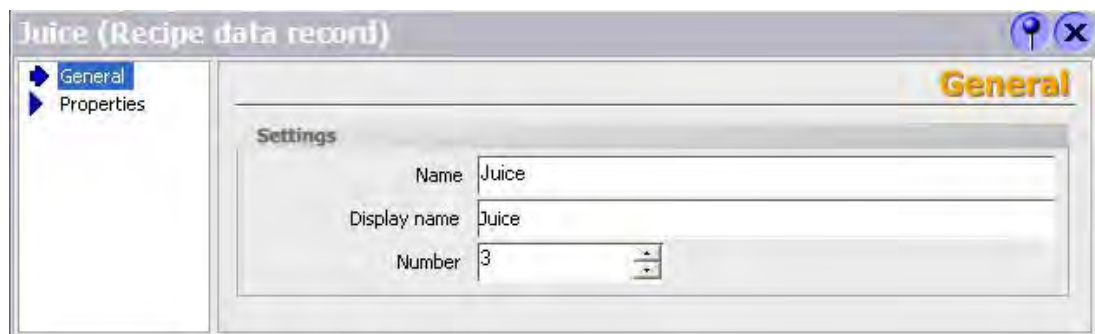 Juice (Recipe data record)
General
Properties
General
Settings
Name Juice
Display name Juice
Number 3